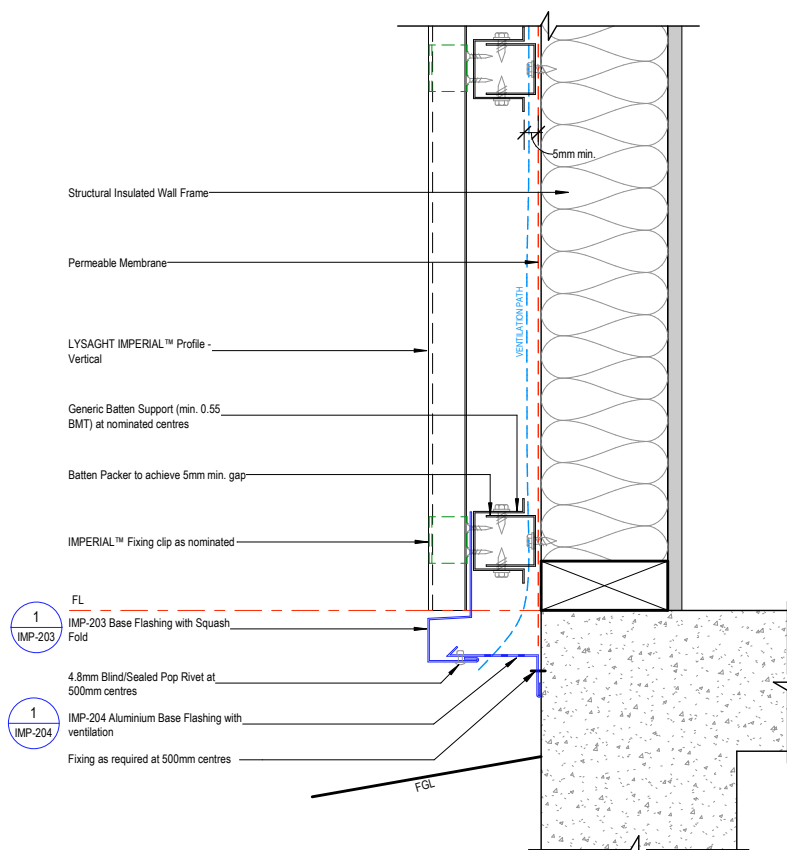 5mm min.
Structural Insulated Wall Frame
Permeable Membrane
VENTILATION PATH
LYSAGHT IMPERIAL™ Profile -
Vertical
Generic Batten Support (min. 0.55
BMT) at nominated centres
Batten Packer to achieve 5mm min. gap
IMPERIAL™ Fixing clip as nominated
FL
1
IMP-203
IMP-203 Base Flashing with Squash
Fold
4.8mm Blind/Sealed Pop Rivet at
500mm centres
1
IMP-204
IMP-204 Aluminium Base Flashing with
ventilation
Fixing as required at 500mm centres
FGL